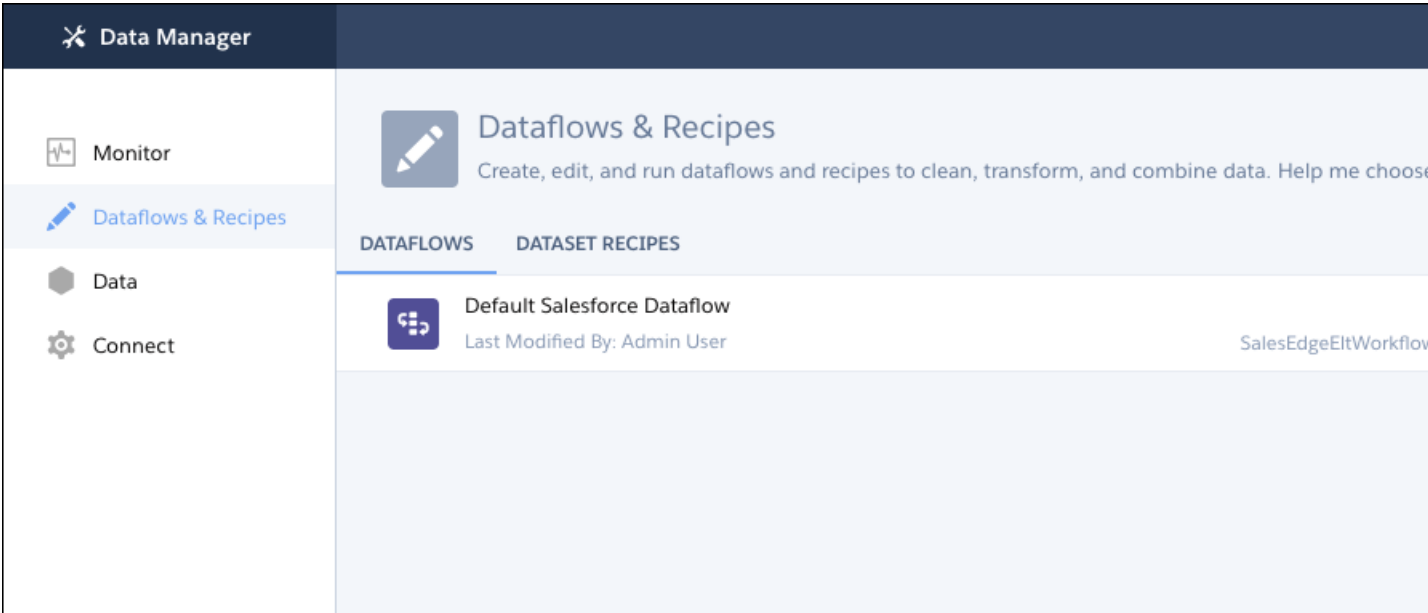 Data Manager
Monitor
Dataflows & Recipes
Data
Connect
Dataflows & Recipes
Create, edit, and run dataflows and recipes to clean, transform, and combine data. Help me choose
DATAFLOWS DATASET RECIPES
Default Salesforce Dataflow
Last Modified By: Admin User
SalesEdgeEltWorkflow